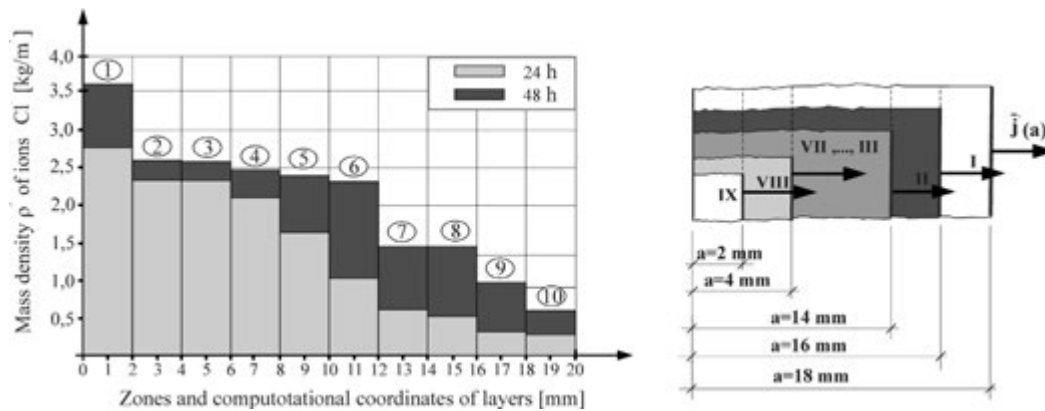 Mass density ρ of ions Cl [kg/m
4,0
3,5
3,0
2,5
2,0
1,5
1,0
0,5
24 h
48 h
1
2
3
4
5
6
7
8
9
10
0 1 2 3 4 5 6 7 8 9 10 11 12 13 14 15 16 17 18 19 20
Zones and computotational coordinates of layers [mm]
j (a)
VII ,..., III
I
IX VIII II
a=2 mm
a=4 mm
a=14 mm
a=16 mm
a=18 mm